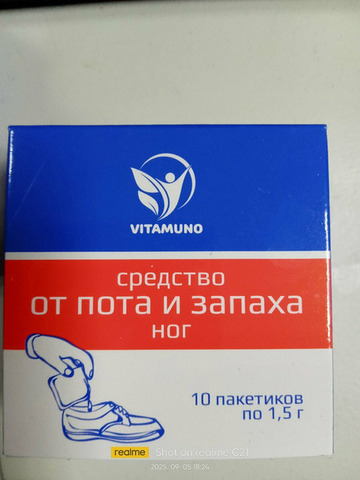 VITAMUNO
средство
от пота и запаха
ног
10 пакетиков
по 1,5 г
realme Shot on realme C21
2025.09.05 18:24